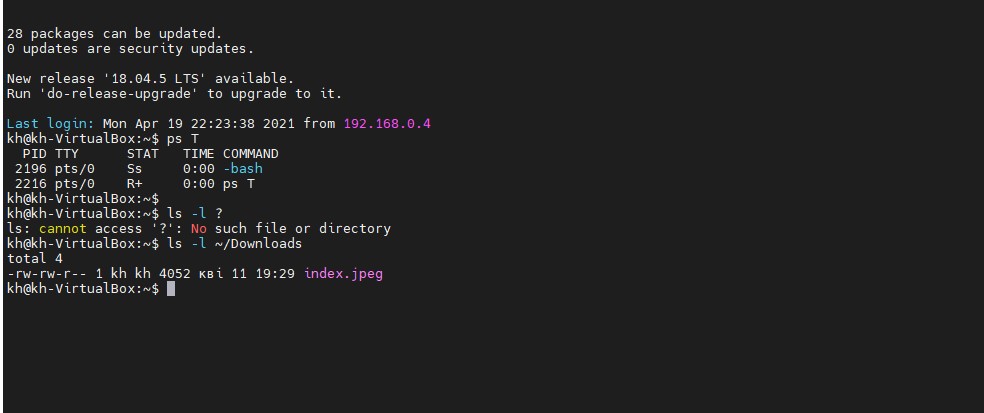 28 packages can be updated.
0 updates are security updates.
New release '18.04.5 LTS' available.
Run 'do-release-upgrade' to upgrade to it.
Last login: Mon Apr 19 22:23:38 2021 from 192.168.0.4
kh@kh-VirtualBox:~$ ps T
  PID TTY      STAT   TIME COMMAND
 2196 pts/0    Ss     0:00 -bash
 2216 pts/0    R+     0:00 ps T
kh@kh-VirtualBox:~$
kh@kh-VirtualBox:~$ ls -l ?
ls: cannot access '?': No such file or directory
kh@kh-VirtualBox:~$ ls -l ~/Downloads
total 4
-rw-rw-r-- 1 kh kh 4052 кві 11 19:29 index.jpeg
kh@kh-VirtualBox:~$